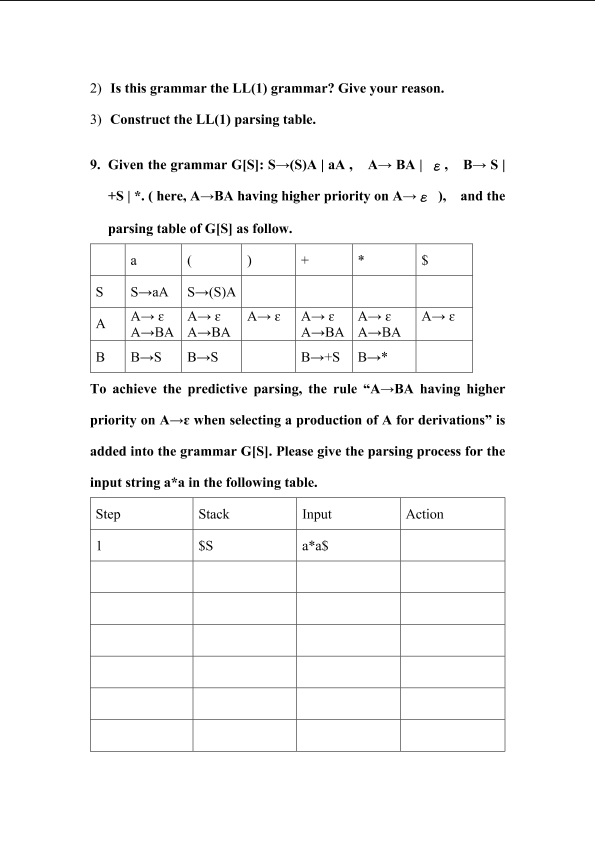 2) Is this grammar the LL(1) grammar? Give your reason.
3) Construct the LL(1) parsing table.
9. Given the grammar G[S]: S→(S)A | aA , A→ BA | ε , B→ S |
+S | *. ( here, A→BA having higher priority on A→ ε ), and the
parsing table of G[S] as follow.
a ( ) + * $
S S→aA S→(S)A
A A→ ε A→ ε A→ ε A→ ε A→ ε A→ ε
A→BA A→BA A→BA A→BA
B B→S B→S B→+S B→*
To achieve the predictive parsing, the rule “A→BA having higher
priority on A→ε when selecting a production of A for derivations” is
added into the grammar G[S]. Please give the parsing process for the
input string a*a in the following table.
Step Stack Input Action
1 $S a*a$